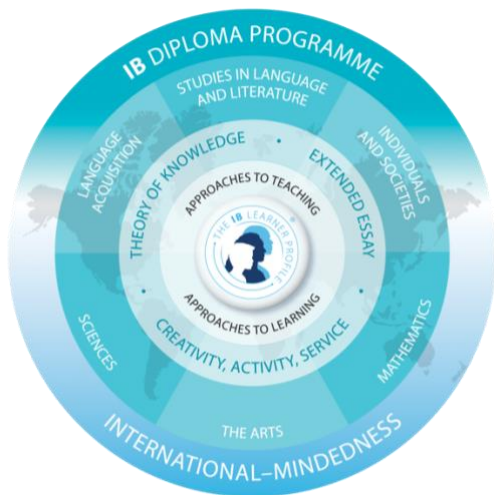 IB DIPLOMA PROGRAMME
STUDIES IN LANGUAGE
AND LITERATURE
LANGUAGE
ACQUISITION
INDIVIDUALS
AND SOCIETIES
THEORY OF KNOWLEDGE
EXTENDED ESSAY
APPROACHES TO TEACHING
THE IB LEARNER PROFILE
®
APPROACHES TO LEARNING
CREATIVITY, ACTIVITY, SERVICE
SCIENCES
MATHEMATICS
THE ARTS
INTERNATIONAL–MINDEDNESS